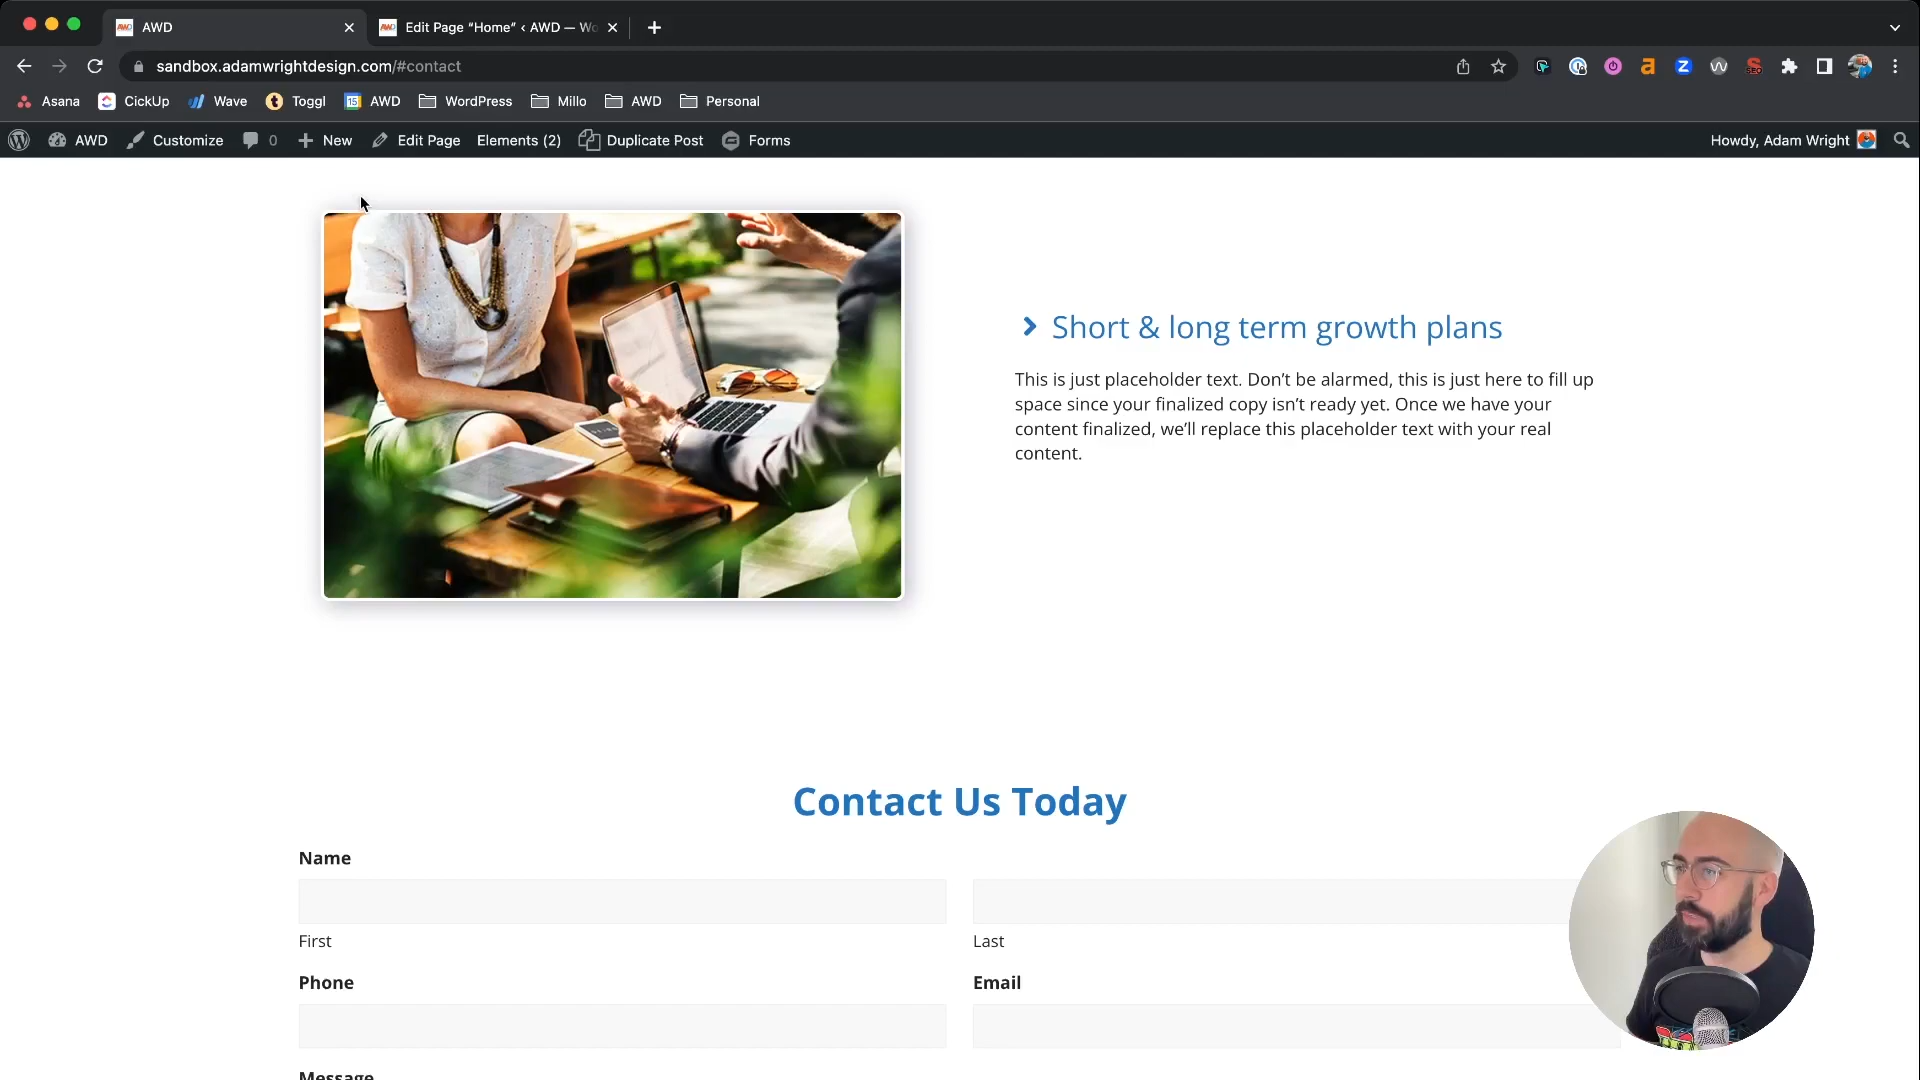 AWD
Edit Page “Home” ‹ AWD — Wo
sandbox.adamwrightdesign.com/#contact
Asana
CickUp
Wave
Toggl
15
AWD
WordPress
Millo
AWD
Personal
AWD
Customize
0
New
Edit Page
Elements (2)
Duplicate Post
Forms
Howdy, Adam Wright
Short & long term growth plans
This is just placeholder text. Don’t be alarmed, this is just here to fill up
space since your finalized copy isn’t ready yet. Once we have your
content finalized, we’ll replace this placeholder text with your real
content.
Contact Us Today
Name
First
Last
Phone
Email
Message